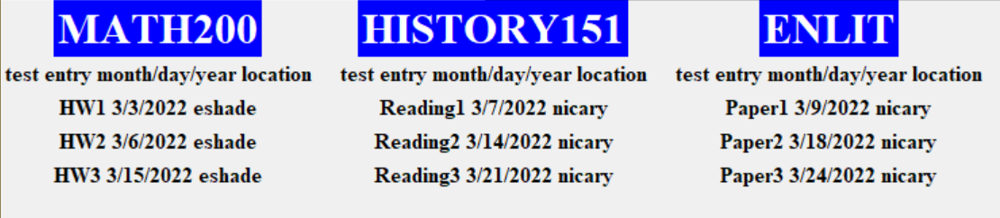 MATH200
test entry month/day/year location
HW1 3/3/2022 eshade
HW2 3/6/2022 eshade
HW3 3/15/2022 eshade
HISTORY151
test entry month/day/year location
Reading1 3/7/2022 nicary
Reading2 3/14/2022 nicary
Reading3 3/21/2022 nicary
ENLIT
test entry month/day/year location
Paper1 3/9/2022 nicary
Paper2 3/18/2022 nicary
Paper3 3/24/2022 nicary